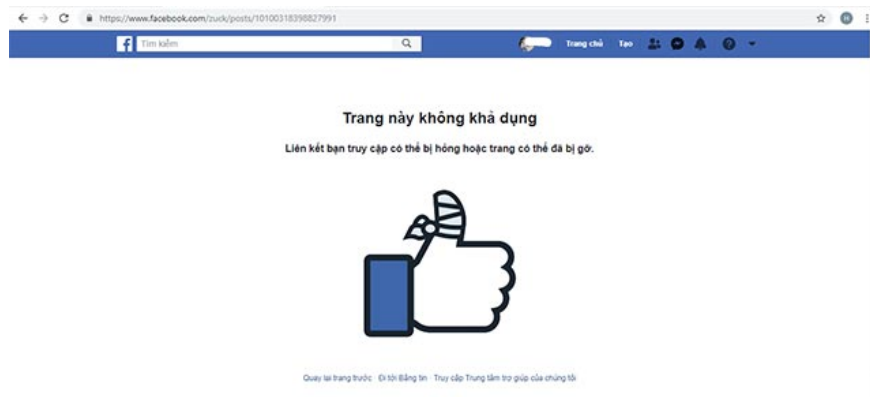 https://www.facebook.com/zuck/posts/10100318398827991
f Tìm kiếm Trang chủ Tạo
Trang này không khả dụng
Liên kết bạn truy cập có thể bị hỏng hoặc trang có thể đã bị gỡ.
Quay lại trang trước · Đi tới Bảng tin · Truy cập Trung tâm trợ giúp của chúng tôi